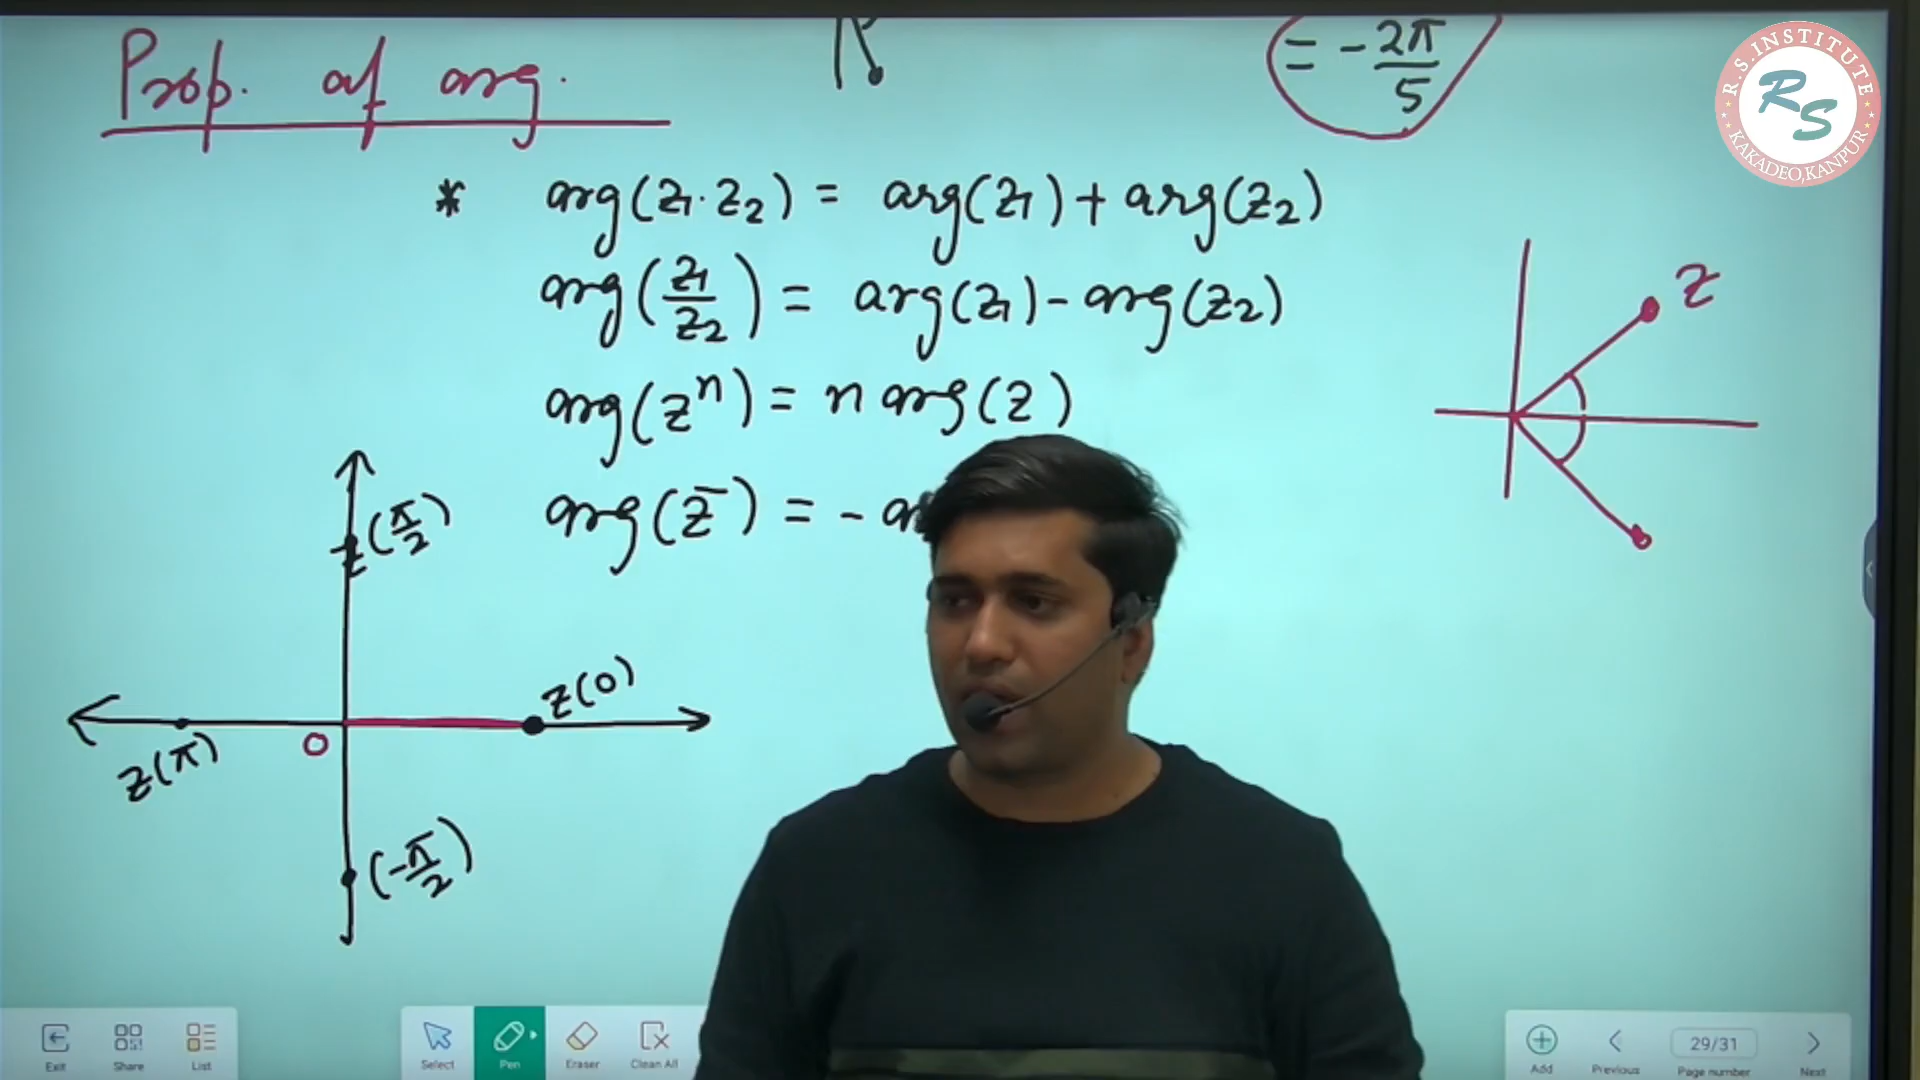 Prop. of arg.
= -2π/5
R.S. INSTITUTE
RS
KAKADEO, KANPUR
* arg(z1·z2) = arg(z1) + arg(z2)
arg(z1/z2) = arg(z1) - arg(z2)
z
arg(zⁿ) = n arg(z)
arg(z̄) = -
z(π/2)
z(0)
z(π)
0
(-π/2)
Exit
Share
List
Select
Pen
Eraser
Clean All
Add
Previous
29/31
Page number
Next